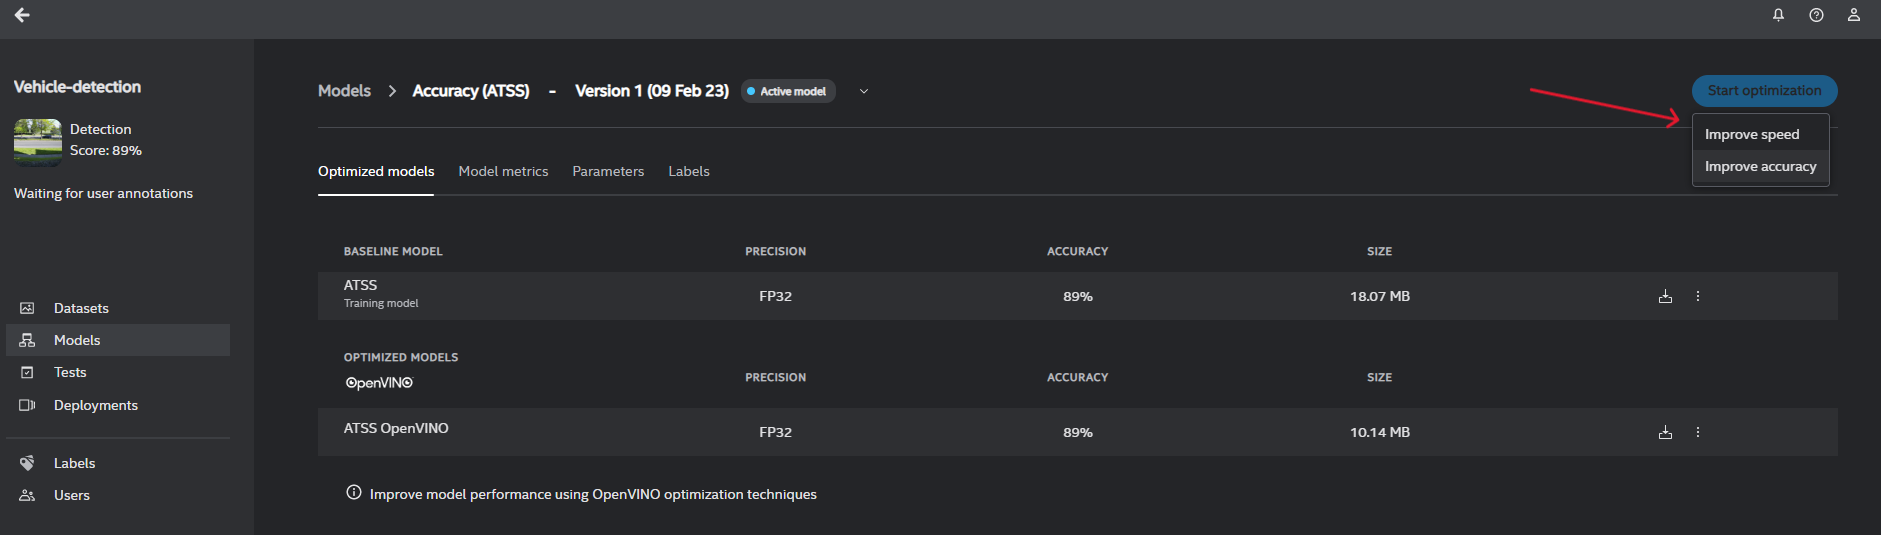 Vehicle-detection
Detection
Score: 89%
Waiting for user annotations
Datasets
Models
Tests
Deployments
Labels
Users
Models > Accuracy (ATSS) - Version 1 (09 Feb 23) Active model
Start optimization
Improve speed
Improve accuracy
Optimized models Model metrics Parameters Labels
BASELINE MODEL PRECISION ACCURACY SIZE
ATSS
Training model
FP32 89% 18.07 MB
OPTIMIZED MODELS
OpenVINO
PRECISION ACCURACY SIZE
ATSS OpenVINO FP32 89% 10.14 MB
Improve model performance using OpenVINO optimization techniques